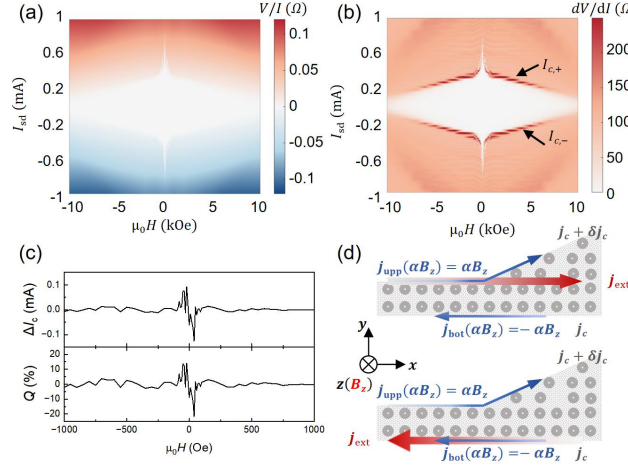 (a)
V/I (Ω)
0.1
0.05
0
-0.05
-0.1
1
0.6
0.2
-0.2
-0.6
-1
I_sd (mA)
-10 -5 0 5 10
μ₀H (kOe)
(b)
dV/dI (Ω)
250
200
150
100
50
0
1
0.6
0.2
-0.2
-0.6
-1
I_sd (mA)
I_c,+
I_c,−
-10 -5 0 5 10
μ₀H (kOe)
(c)
0.1
0.0
-0.1
ΔI_c (mA)
20
10
0
-10
-20
Q (%)
-1000 -500 0 500 1000
μ₀H (Oe)
(d)
j_c + δj_c
j_upp(αB_z) = αB_z
j_ext
j_bot(αB_z) = − αB_z j_c
y
x
z(B_z)
j_c + δj_c
j_upp(αB_z) = αB_z
j_ext
j_bot(αB_z) = − αB_z j_c